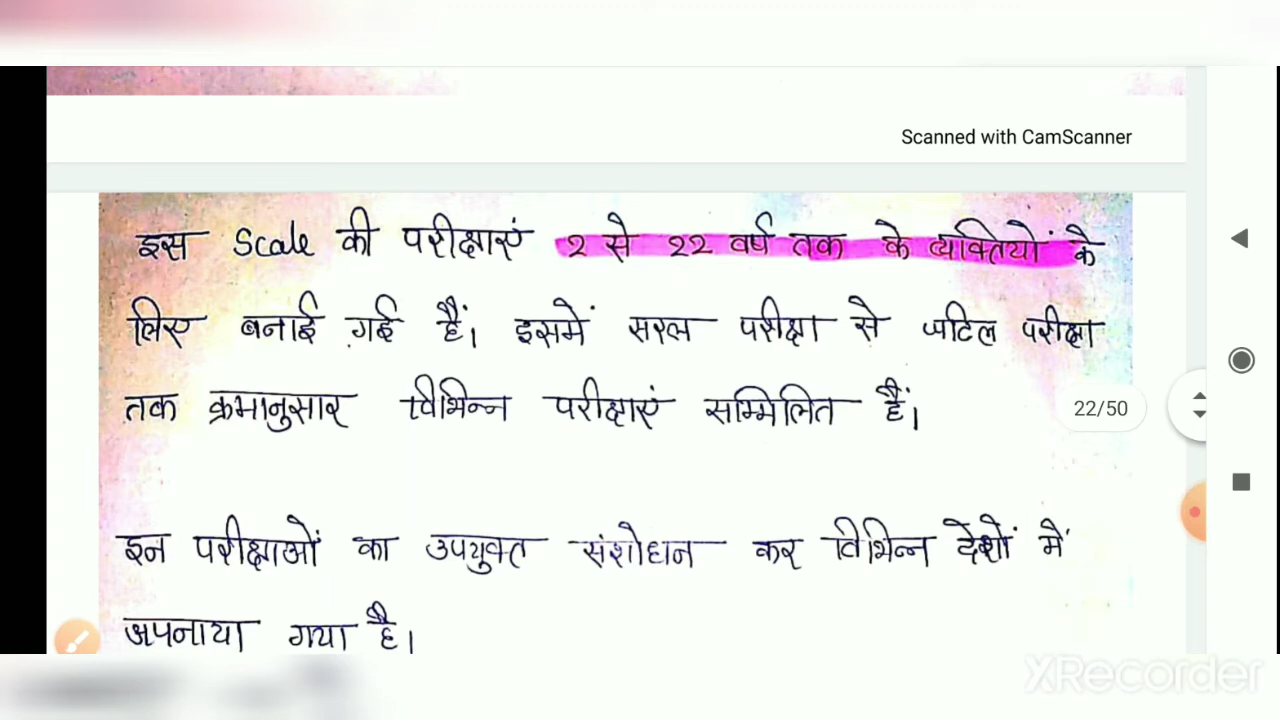 Scanned with CamScanner
इस Scale की परीक्षाएं 2 से 22 वर्ष तक के व्यक्तियों के
लिए बनाई गई हैं। इसमें सरल परीक्षा से जटिल परीक्षा
तक क्रमानुसार विभिन्न परीक्षाएं सम्मिलित हैं।
22/50
इन परीक्षाओं का उपयुक्त संशोधन कर विभिन्न देशों में
अपनाया गया है।
XRecorder